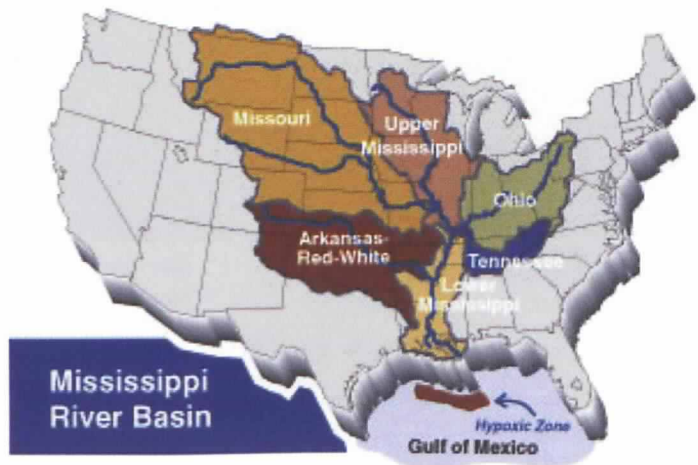 Missouri
Upper
Mississippi
Ohio
Arkansas-
Red-White
Tennessee
Lower
Mississippi
Mississippi
River Basin
Hypoxic Zone
Gulf of Mexico